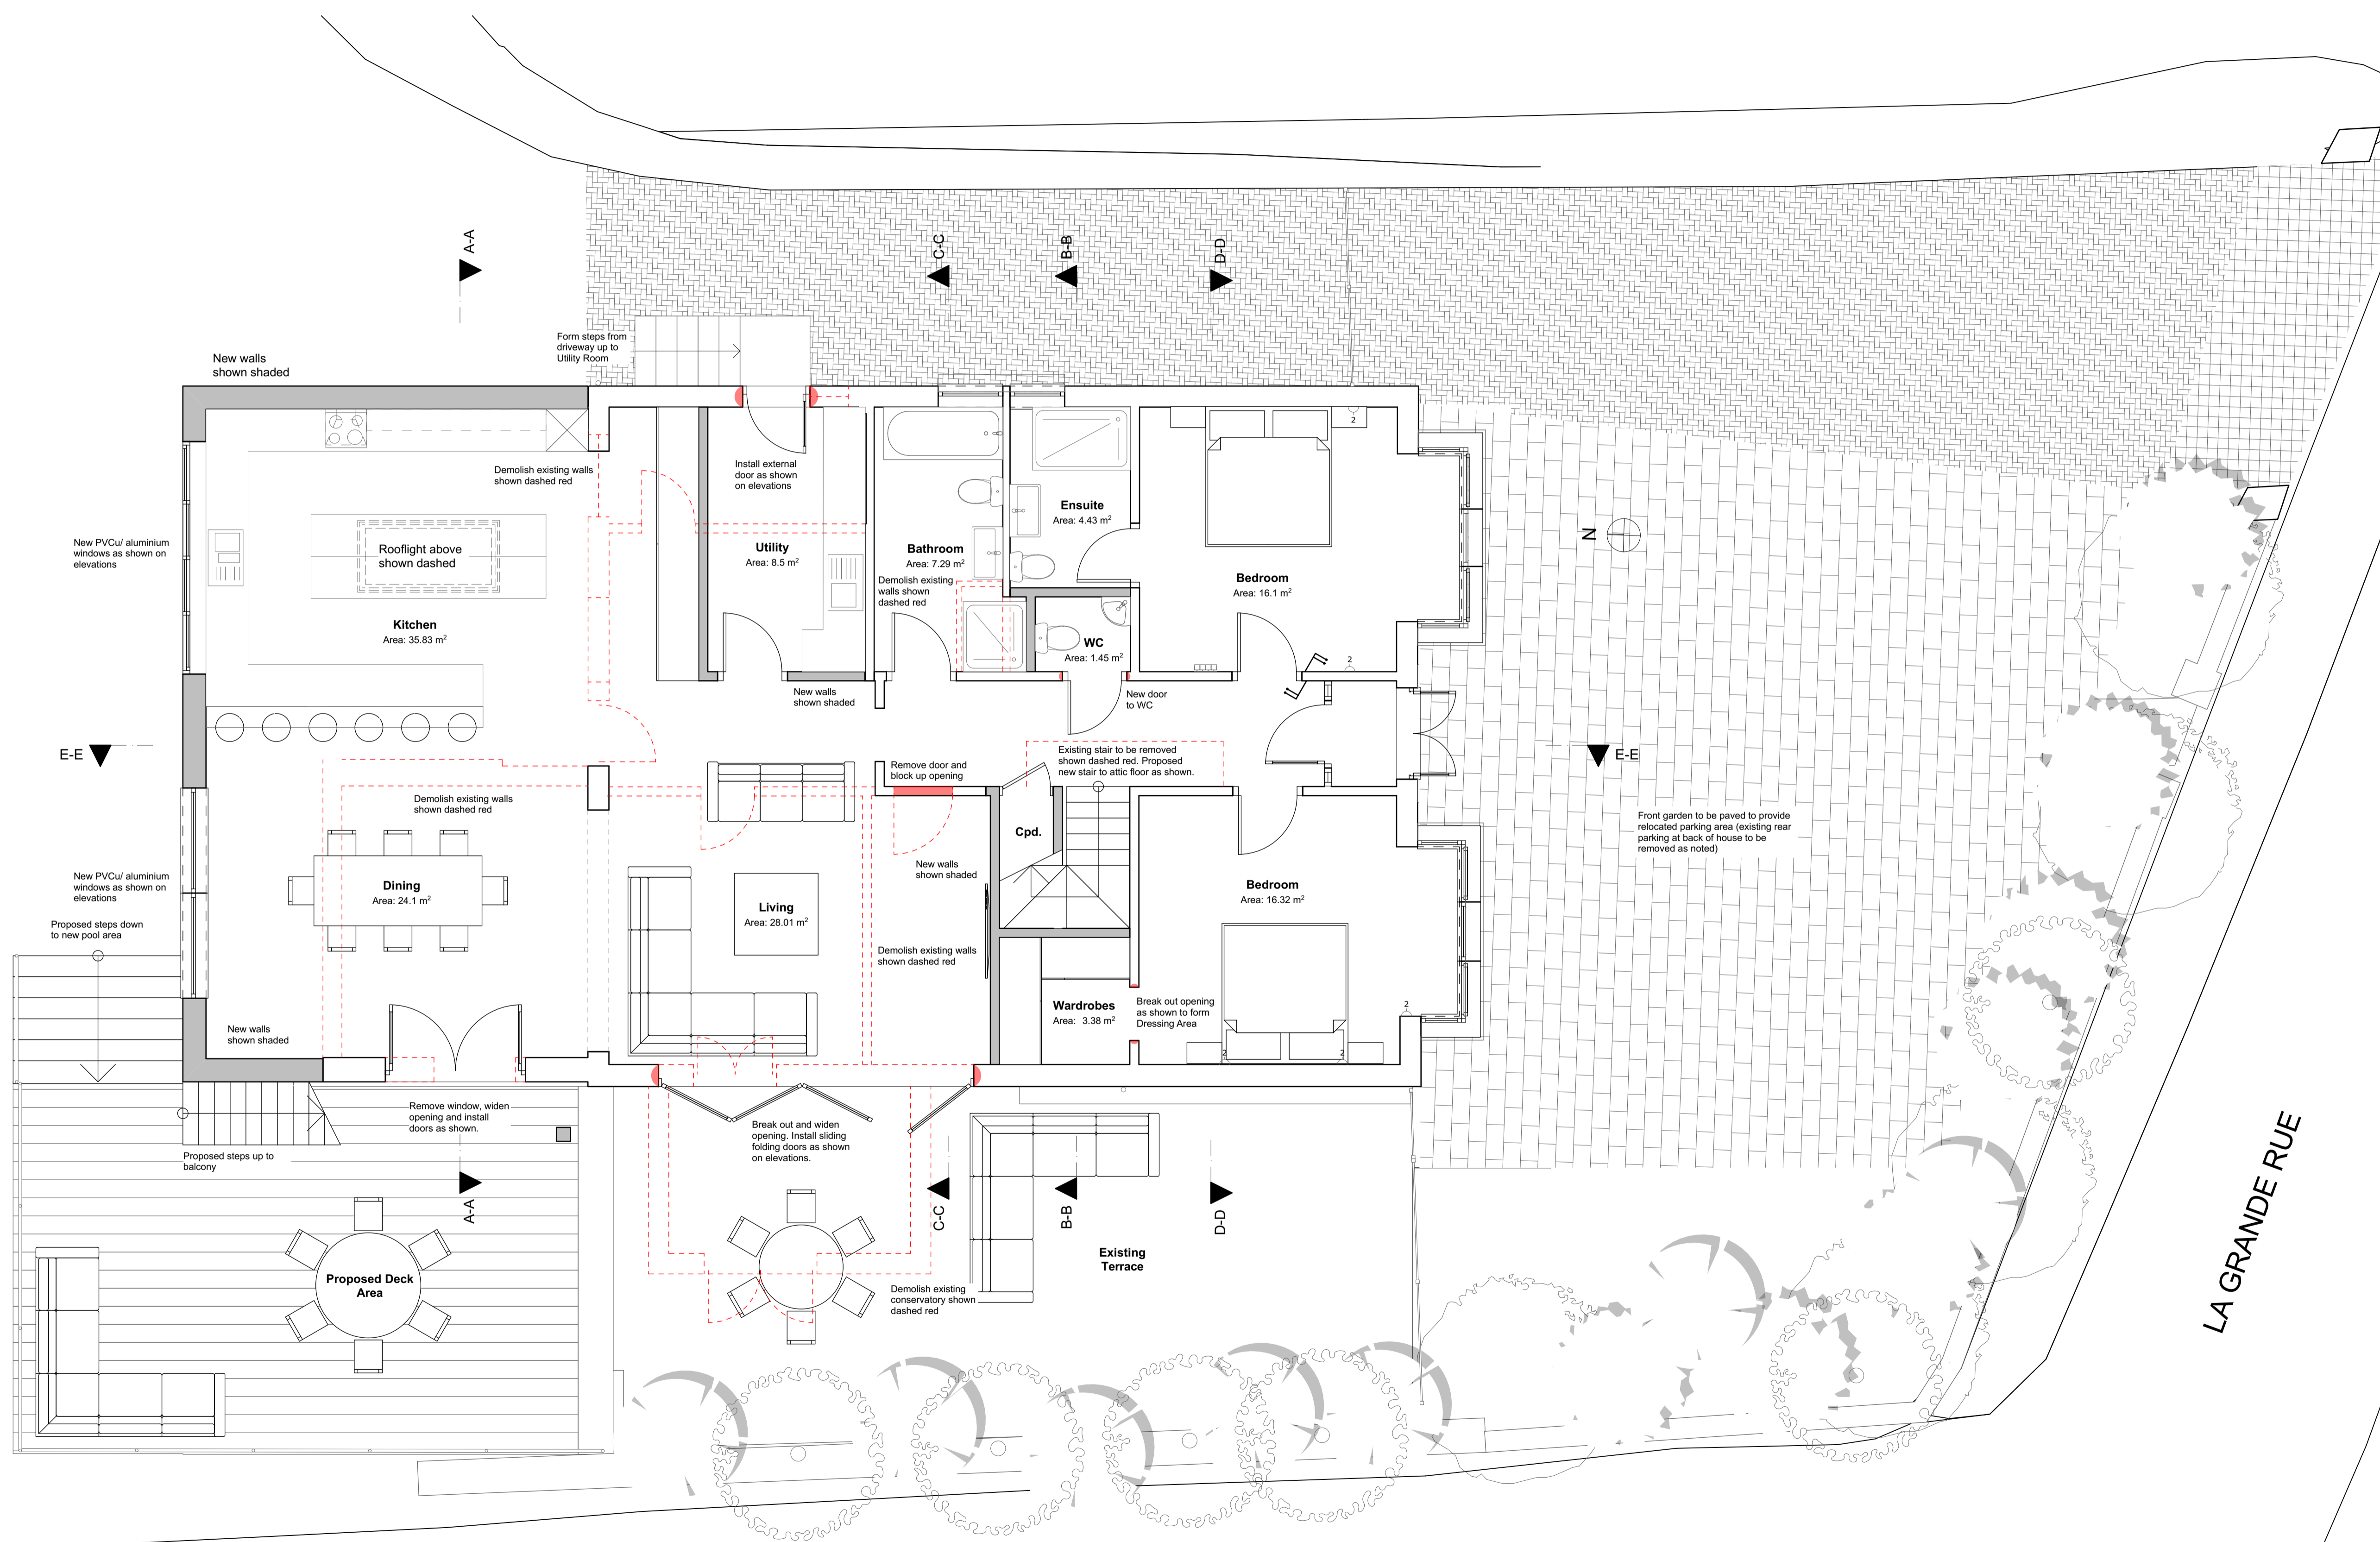 A-A
C-C
B-B
D-D
New walls
shown shaded
Form steps from
driveway up to
Utility Room
2
Demolish existing walls
shown dashed red
Install external
door as shown
on elevations
Ensuite
Area: 4.43 m²
New PVCu/ aluminium
windows as shown on
elevations
Rooflight above
shown dashed
Utility
Area: 8.5 m²
Bathroom
Area: 7.29 m²
Demolish existing
walls shown
dashed red
Bedroom
Area: 16.1 m²
N
Kitchen
Area: 35.83 m²
WC
Area: 1.45 m²
2
New walls
shown shaded
New door
to WC
E-E
Remove door and
block up opening
Existing stair to be removed
shown dashed red. Proposed
new stair to attic floor as shown.
E-E
Demolish existing walls
shown dashed red
Cpd.
Front garden to be paved to provide
relocated parking area (existing rear
parking at back of house to be
removed as noted)
New PVCu/ aluminium
windows as shown on
elevations
Dining
Area: 24.1 m²
New walls
shown shaded
Living
Area: 28.01 m²
Bedroom
Area: 16.32 m²
Proposed steps down
to new pool area
Demolish existing walls
shown dashed red
Wardrobes
Area: 3.38 m²
Break out opening
as shown to form
Dressing Area
2
New walls
shown shaded
2
2
Remove window, widen
opening and install
doors as shown.
Break out and widen
opening. Install sliding
folding doors as shown
on elevations.
Proposed steps up to
balcony
A-A
C-C
B-B
D-D
Existing
Terrace
Proposed Deck
Area
Demolish existing
conservatory shown
dashed red
LA GRANDE RUE